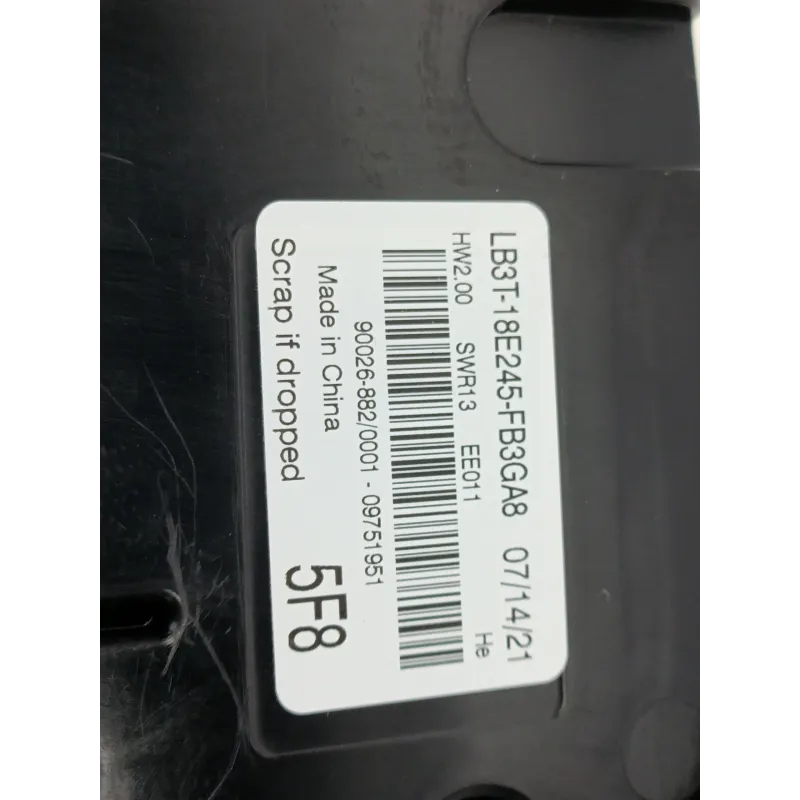 LB3T-18E245-FB3GA8 07/14/21
HW2.00 SWR13 EE011 He
90026-882/0001 - 09751951
Made in China
Scrap if dropped 5F8